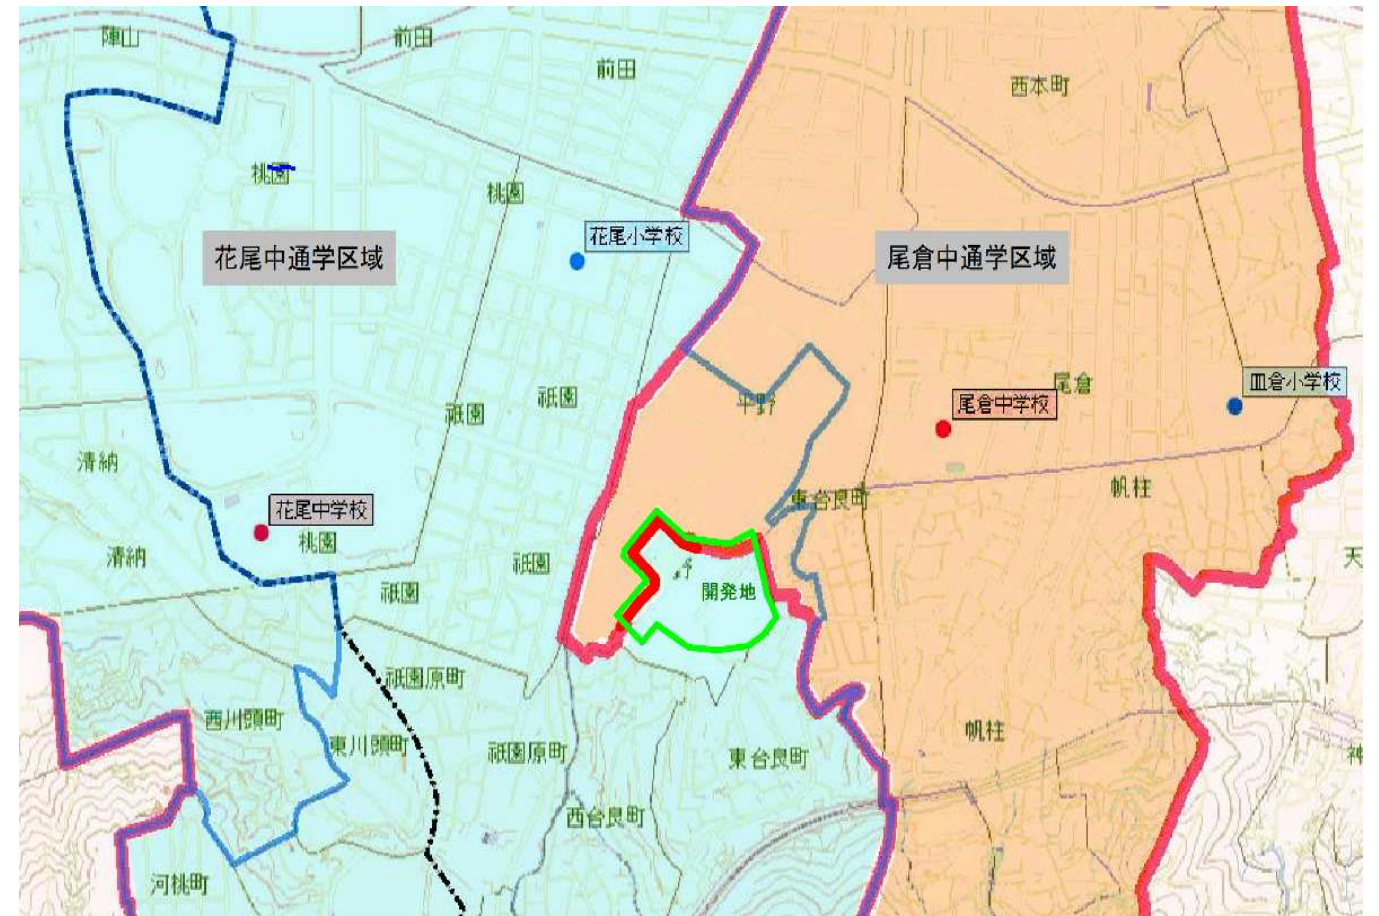 陣山
前田
前田
西本町
桃園
桃園
花尾小学校
花尾中通学区域
尾倉中通学区域
尾倉
皿倉小学校
尾倉中学校
平野
祇園
祇園
清納
帆柱
東台良町
花尾中学校
桃園
清納
祇園
天
祇園
開発地
祇園原町
西川頭町
東川頭町
祇園原町
東台良町
帆柱
神
西台良町
河桃町